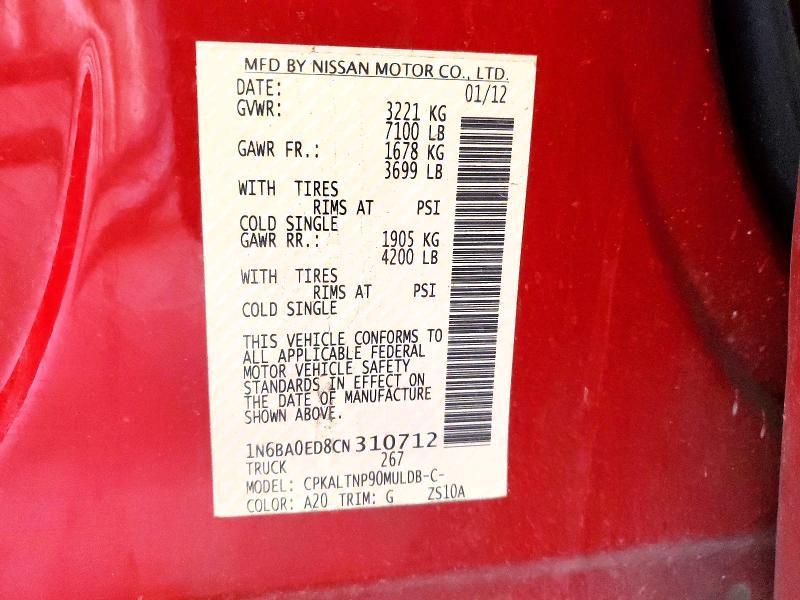 MFD BY NISSAN MOTOR CO., LTD.
DATE: 01/12
GVWR: 3221 KG
7100 LB
GAWR FR.: 1678 KG
3699 LB
WITH TIRES
RIMS AT PSI
COLD SINGLE
GAWR RR.: 1905 KG
4200 LB
WITH TIRES
RIMS AT PSI
COLD SINGLE
THIS VEHICLE CONFORMS TO
ALL APPLICABLE FEDERAL
MOTOR VEHICLE SAFETY
STANDARDS IN EFFECT ON
THE DATE OF MANUFACTURE
SHOWN ABOVE.
1N6BA0ED8CN310712
TRUCK 267
MODEL: CPKALTNP90MULDB-C-
COLOR: A20 TRIM: G ZS10A